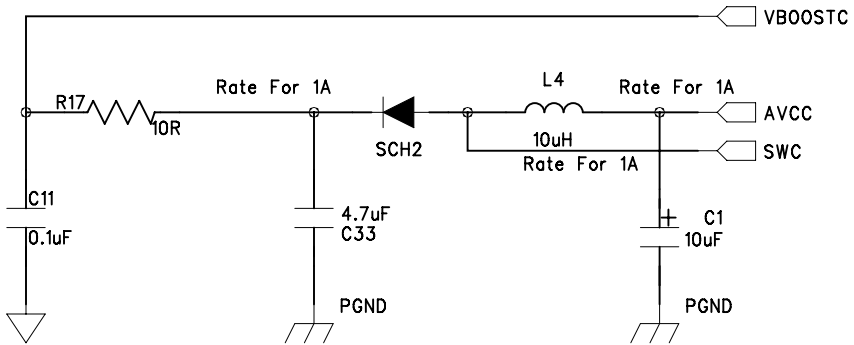 VBOOSTC
R17
10R
Rate For 1A
SCH2
L4
10uH
Rate For 1A
Rate For 1A
AVCC
SWC
C11
0.1uF
4.7uF
C33
+
C1
10uF
PGND
PGND